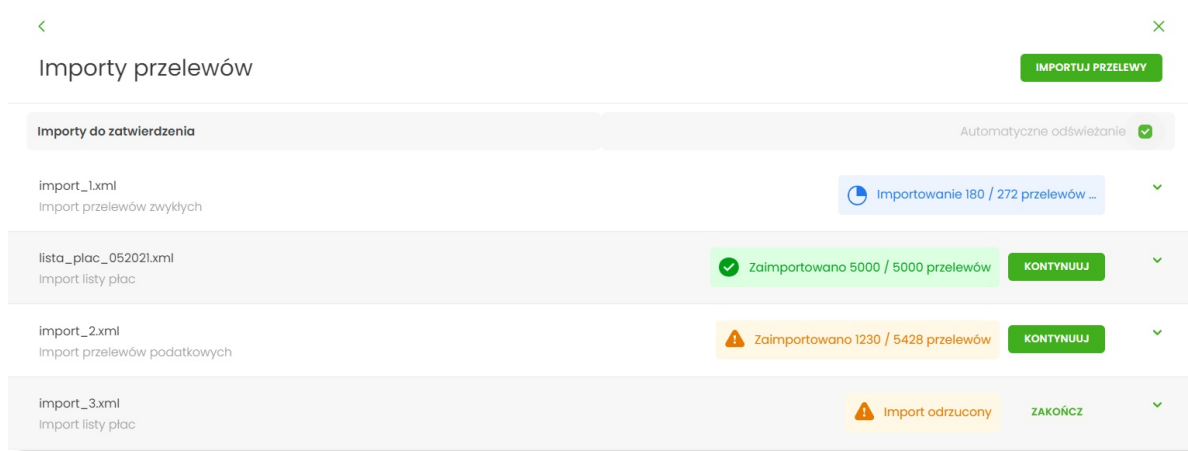 Importy przelewów
IMPORTUJ PRZELEWY
Importy do zatwierdzenia
Automatyczne odświeżanie
import_1.xml
Import przelewów zwykłych
Importowanie 180 / 272 przelewów ...
lista_plac_052021.xml
Import listy płac
Zaimportowano 5000 / 5000 przelewów
KONTYNUUJ
import_2.xml
Import przelewów podatkowych
Zaimportowano 1230 / 5428 przelewów
KONTYNUUJ
import_3.xml
Import listy płac
Import odrzucony
ZAKOŃCZ